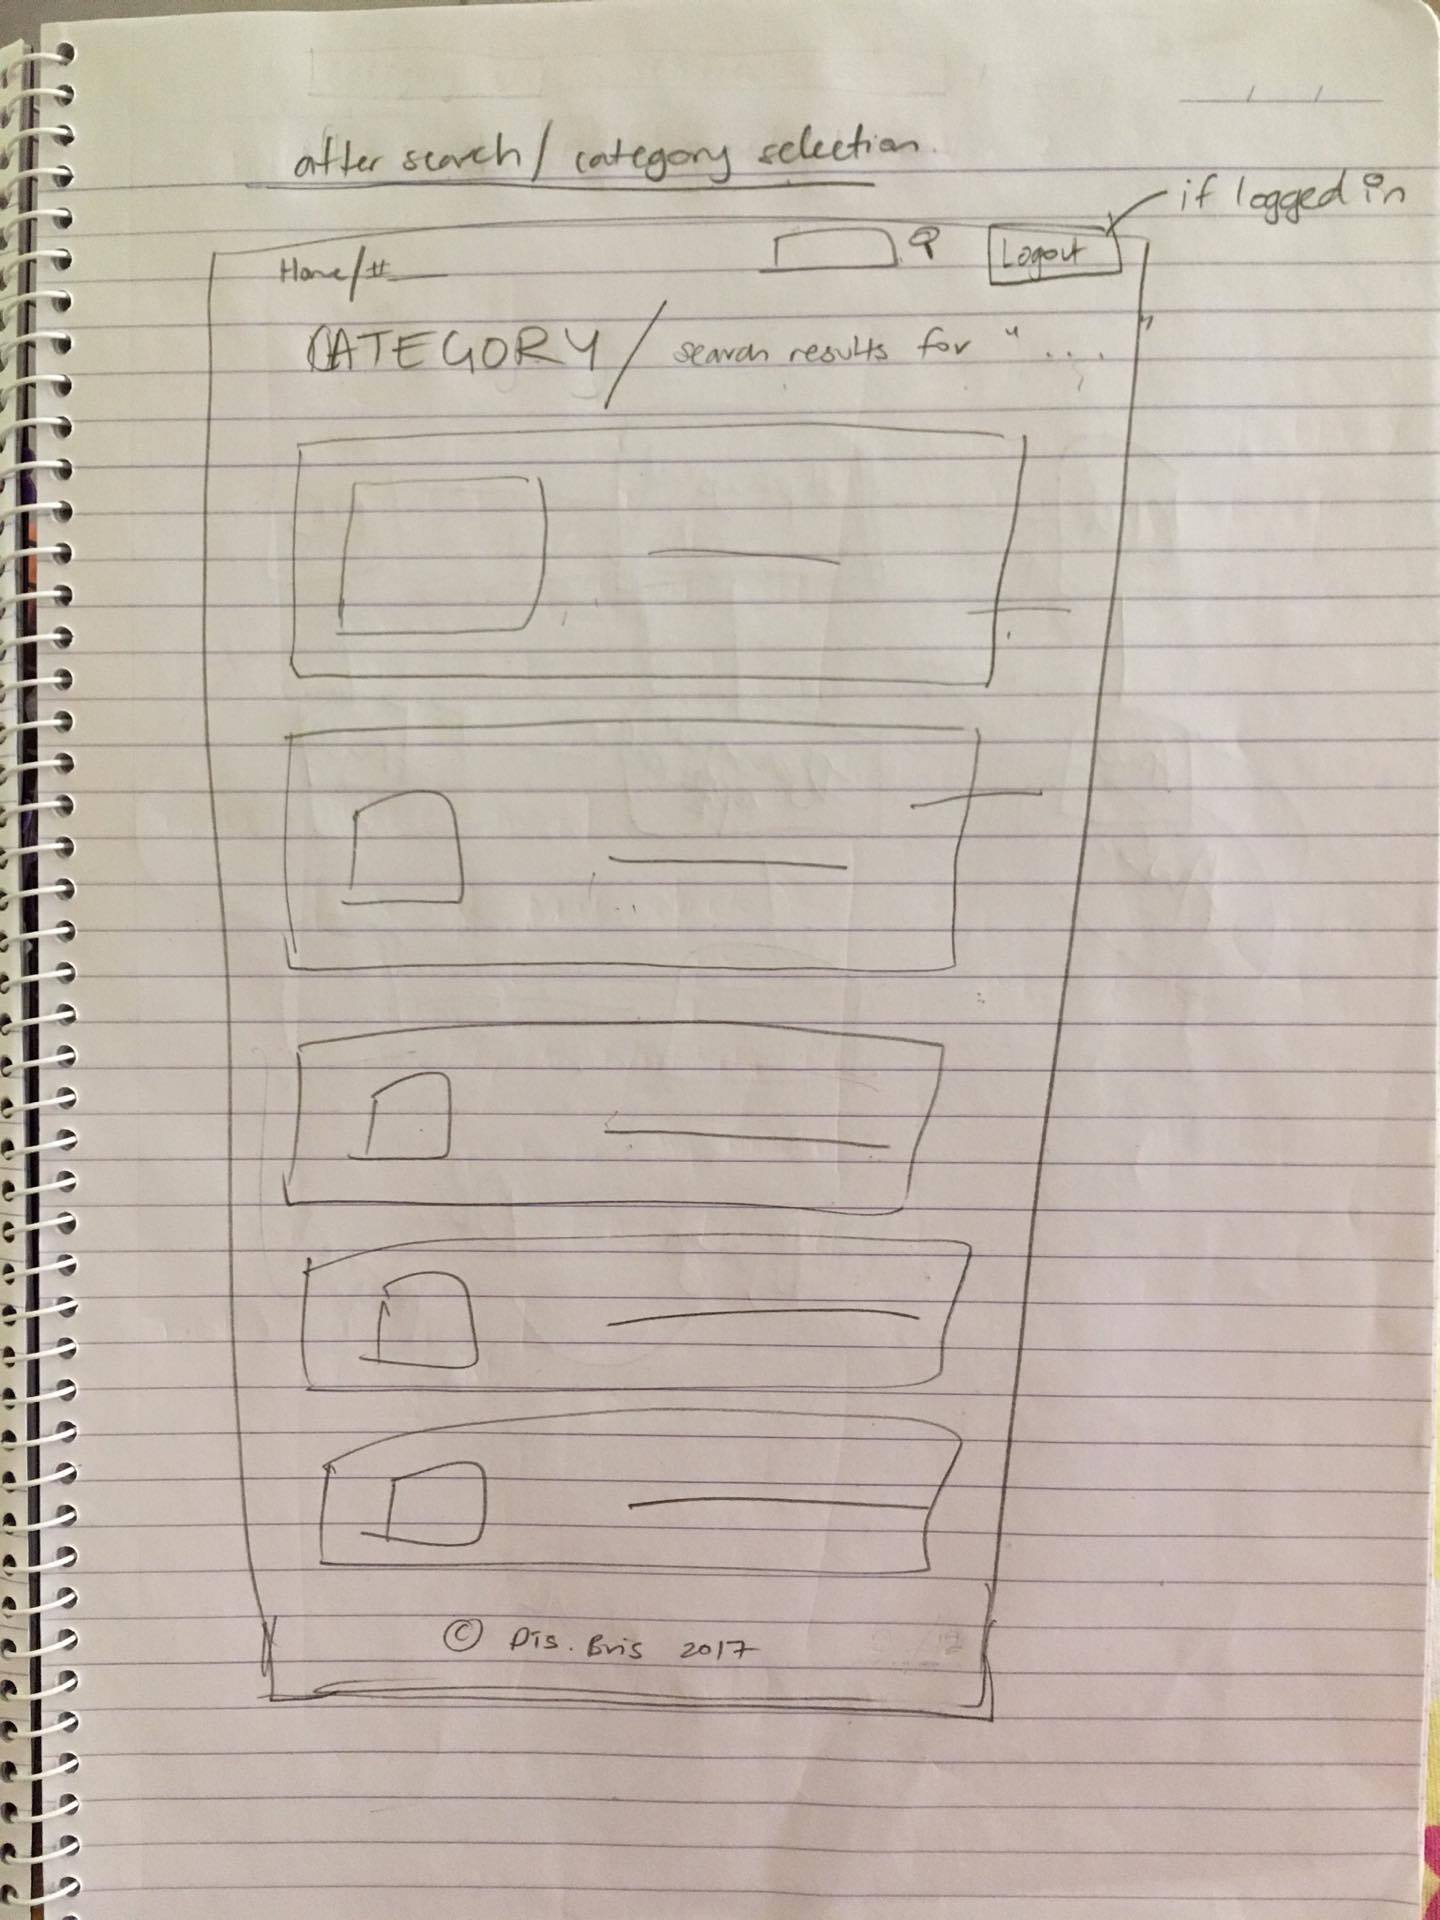 after search / category selection.
if logged in
Home/#
Logout
CATEGORY / search results for "..."
© Dis. Bris 2017